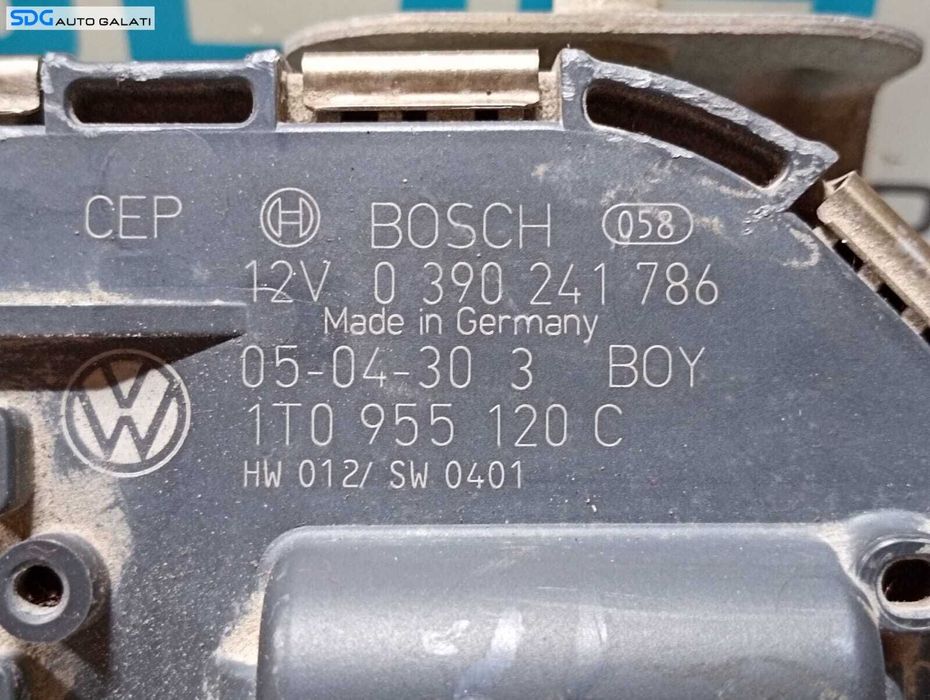 SDG AUTO GALATI
CEP BOSCH 058
12V 0 390 241 786
Made in Germany
05-04-30 3 BOY
1T0 955 120 C
HW 012/ SW 0401